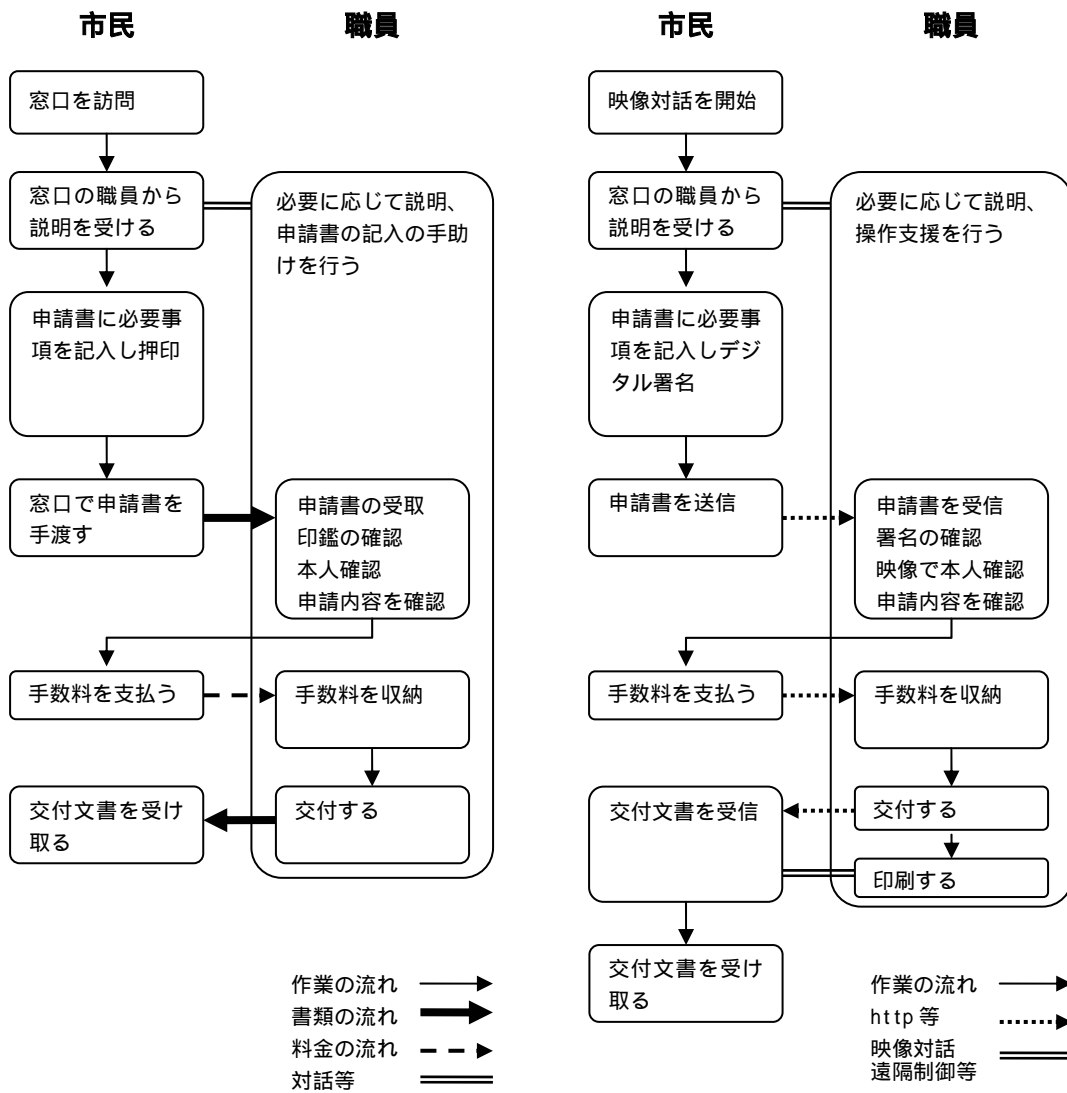 市民
職員
窓口を訪問
窓口の職員から
説明を受ける
必要に応じて説明、
申請書の記入の手助
けを行う
申請書に必要事
項を記入し押印
窓口で申請書を
手渡す
申請書の受取
印鑑の確認
本人確認
申請内容を確認
手数料を支払う
手数料を収納
交付文書を受け
取る
交付する
作業の流れ
書類の流れ
料金の流れ
対話等
市民
職員
映像対話を開始
窓口の職員から
説明を受ける
必要に応じて説明、
操作支援を行う
申請書に必要事
項を記入しデジ
タル署名
申請書を送信
申請書を受信
署名の確認
映像で本人確認
申請内容を確認
手数料を支払う
手数料を収納
交付文書を受信
交付する
印刷する
交付文書を受け
取る
作業の流れ
http 等
映像対話
遠隔制御等